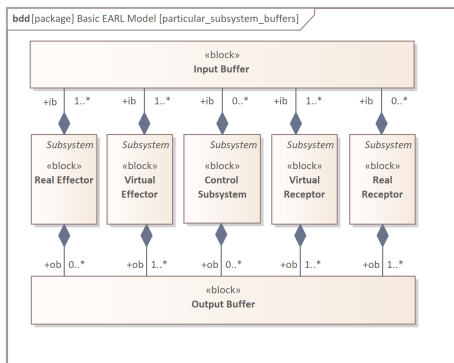 bdd [package] Basic EARL Model [particular_subsystem_buffers]
«block»
Input Buffer
+ib 1..* +ib 1..* +ib 0..* +ib 1..* +ib 0..*
Subsystem Subsystem Subsystem Subsystem Subsystem
«block» «block» «block» «block» «block»
Real Effector Virtual Control Virtual Real
Effector Subsystem Receptor Receptor
+ob 0..* +ob 1..* +ob 0..* +ob 1..* +ob 1..*
«block»
Output Buffer